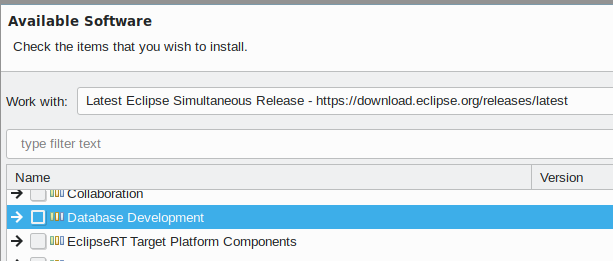 Available Software
Check the items that you wish to install.
Work with: Latest Eclipse Simultaneous Release - https://download.eclipse.org/releases/latest
type filter text
Name Version
Collaboration
Database Development
EclipseRT Target Platform Components